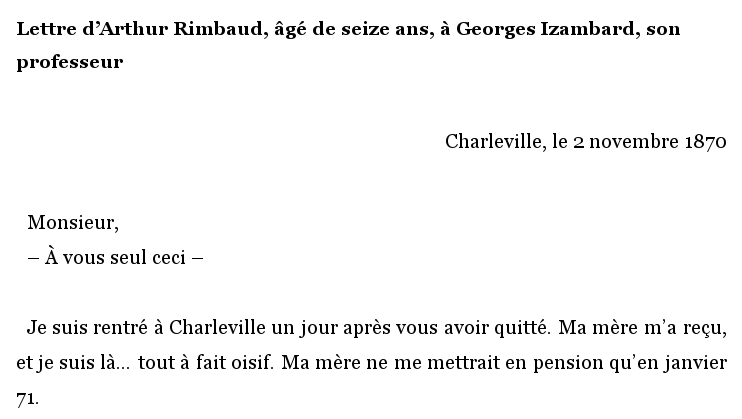 Lettre d’Arthur Rimbaud, âgé de seize ans, à Georges Izambard, son
professeur
Charleville, le 2 novembre 1870
Monsieur,
– À vous seul ceci –
Je suis rentré à Charleville un jour après vous avoir quitté. Ma mère m’a reçu,
et je suis là… tout à fait oisif. Ma mère ne me mettrait en pension qu’en janvier
71.